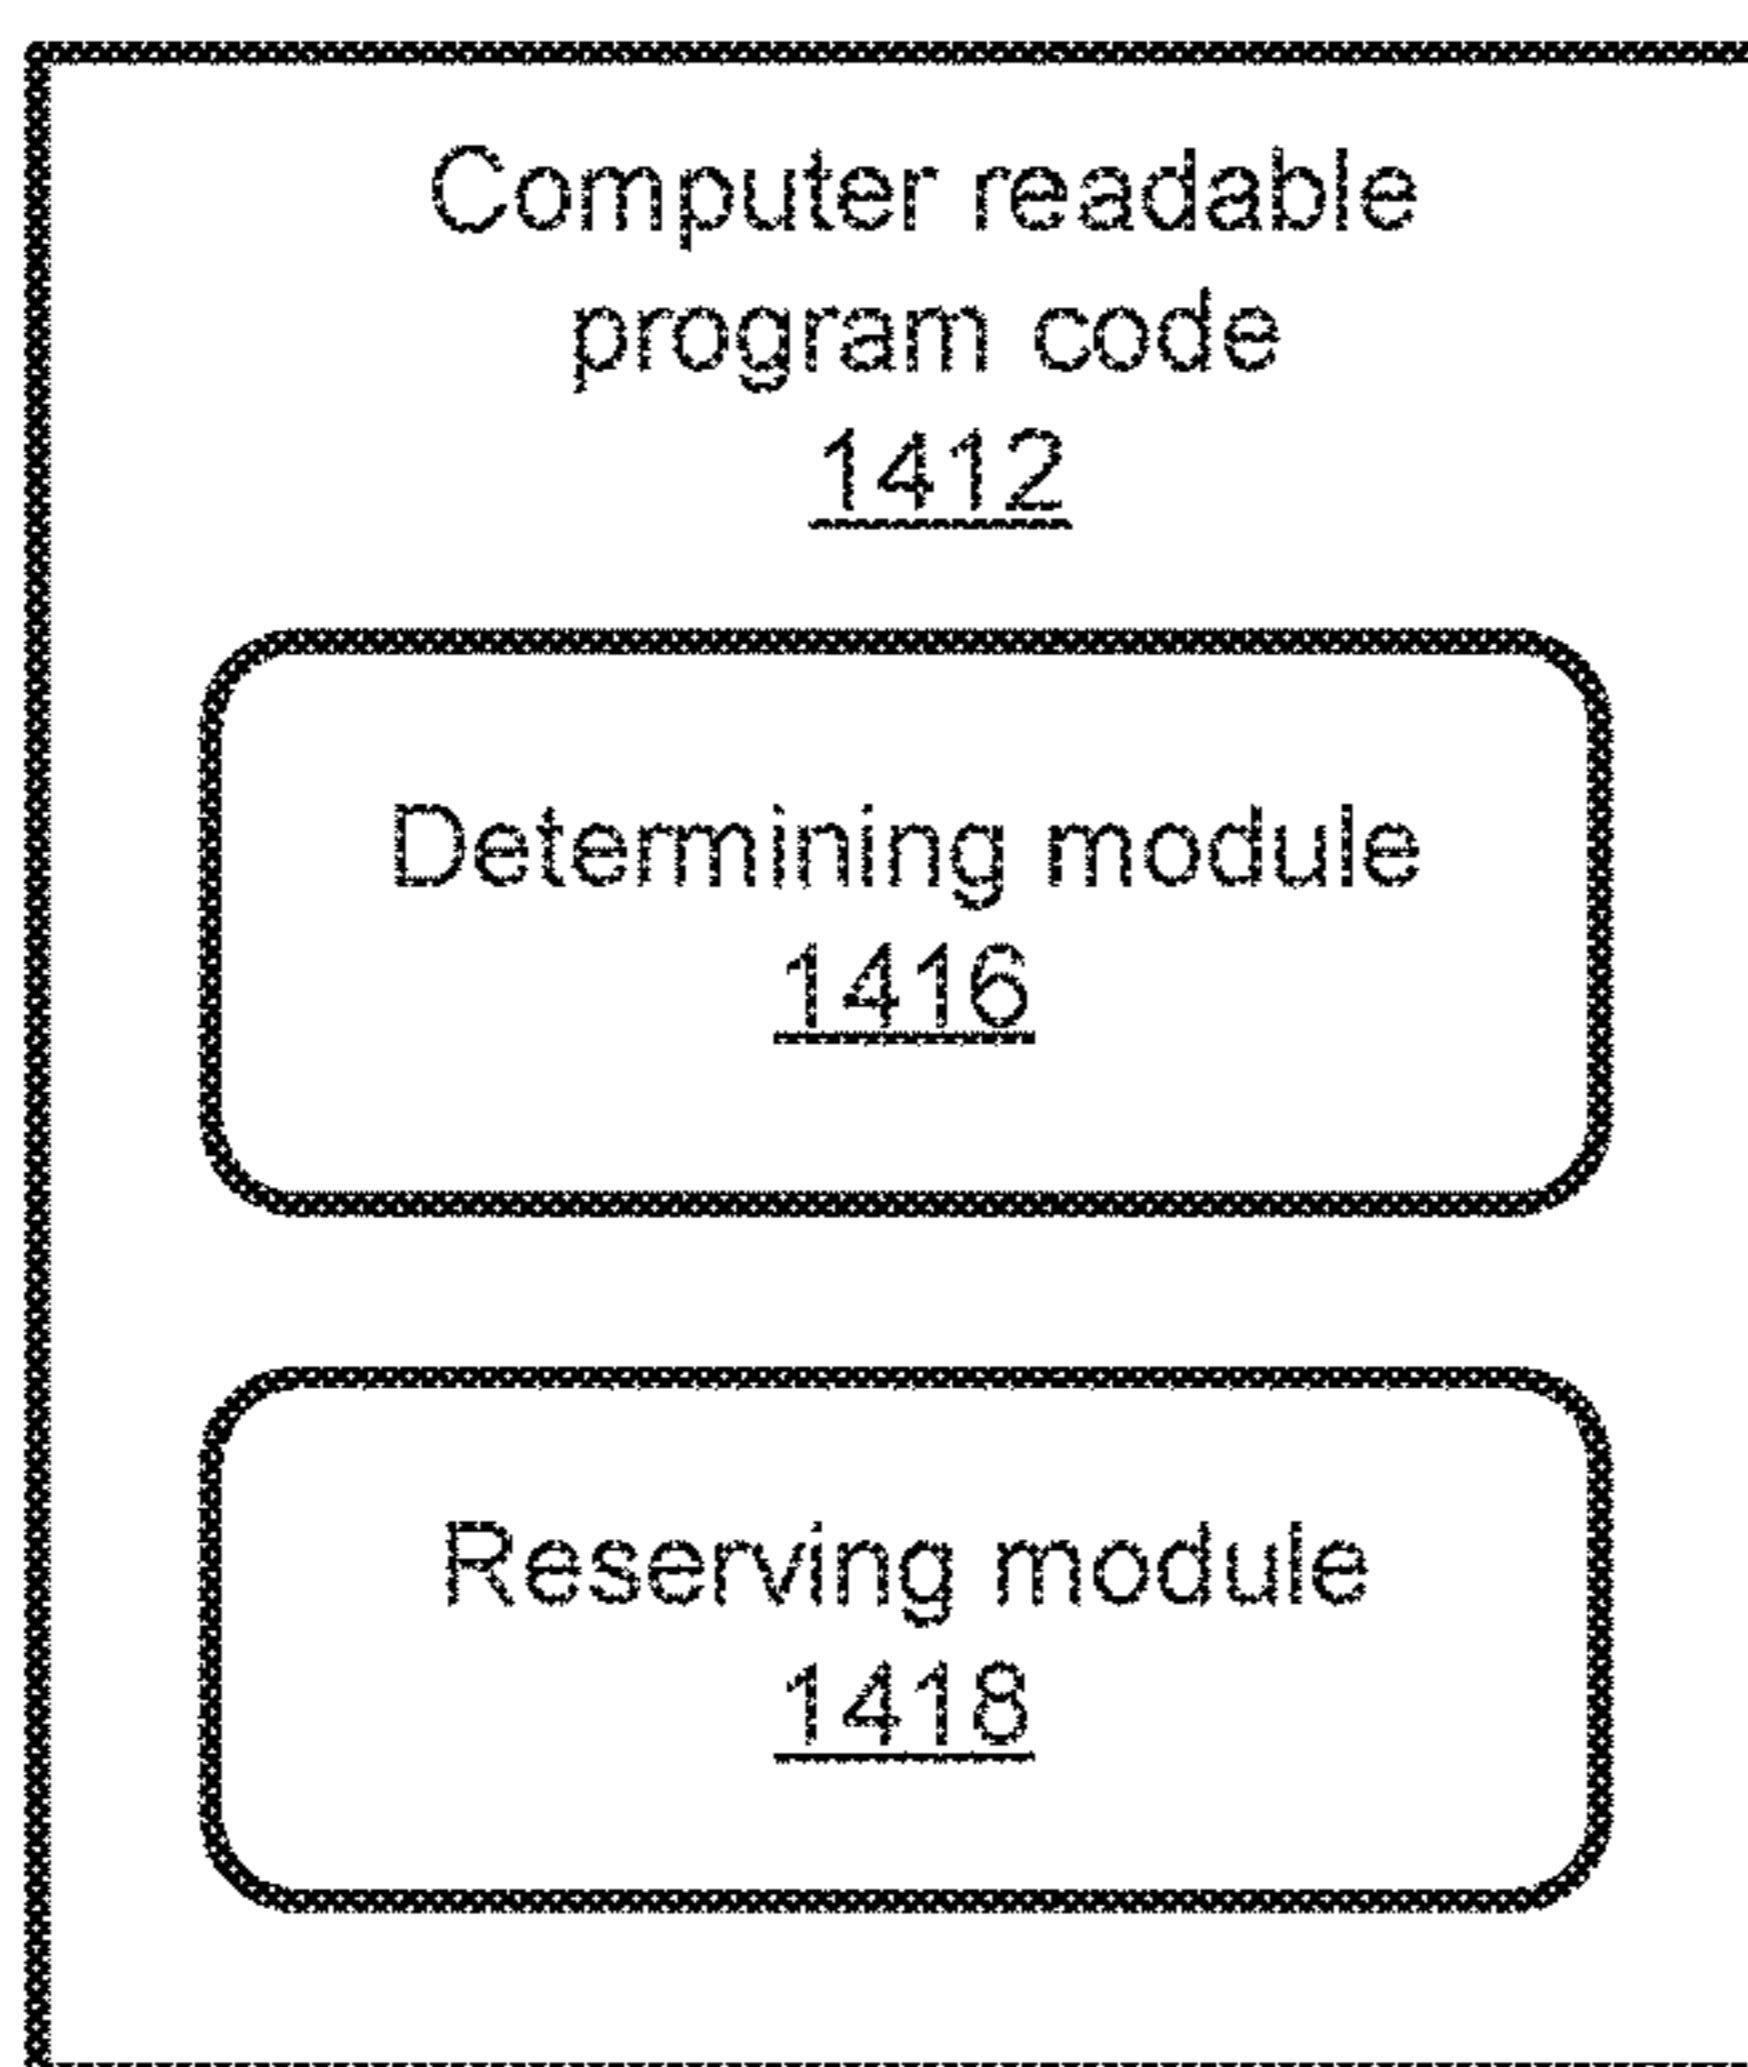 Computer readable
program code
1412
Determining module
1416
Reserving module
1418